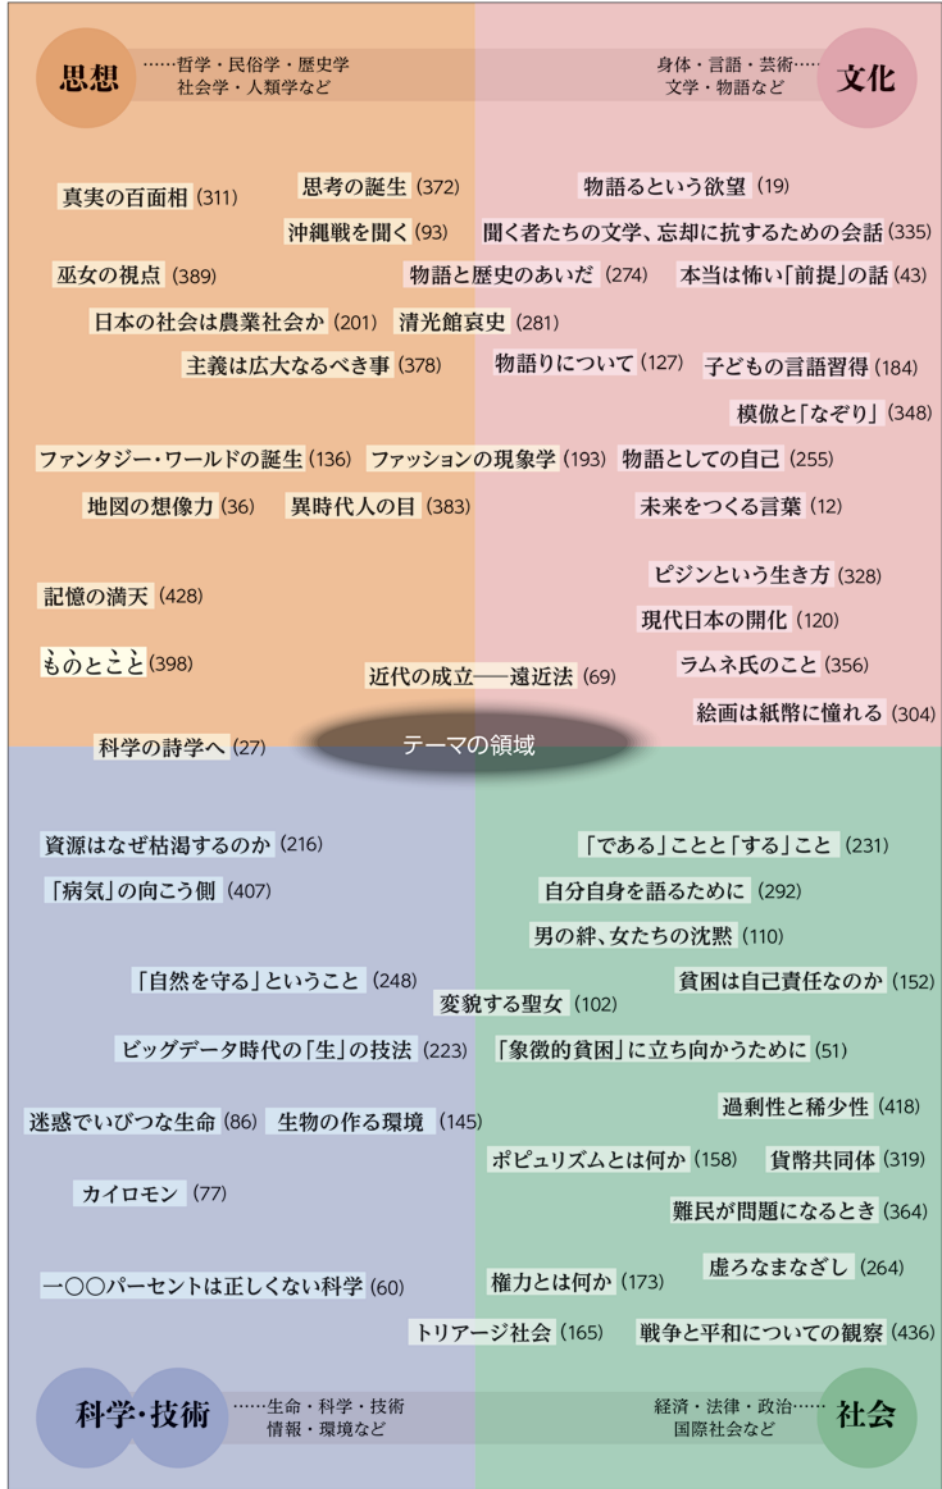 思想
……哲学・民俗学・歴史学
社会学・人類学など
身体・言語・芸術……
文学・物語など
文化
真実の百面相 (311)
思考の誕生 (372)
物語るという欲望 (19)
沖縄戦を聞く (93)
聞く者たちの文学、忘却に抗するための会話 (335)
巫女の視点 (389)
物語と歴史のあいだ (274)
本当は怖い「前提」の話 (43)
日本の社会は農業社会か (201)
清光館哀史 (281)
主義は広大なるべき事 (378)
物語りについて (127)
子どもの言語習得 (184)
模倣と「なぞり」 (348)
ファンタジー・ワールドの誕生 (136)
ファッションの現象学 (193)
物語としての自己 (255)
地図の想像力 (36)
異時代人の目 (383)
未来をつくる言葉 (12)
ピジンという生き方 (328)
記憶の満天 (428)
現代日本の開化 (120)
ものとこと (398)
近代の成立──遠近法 (69)
ラムネ氏のこと (356)
絵画は紙幣に憧れる (304)
科学の詩学へ (27)
テーマの領域
資源はなぜ枯渇するのか (216)
「である」ことと「する」こと (231)
「病気」の向こう側 (407)
自分自身を語るために (292)
男の絆、女たちの沈黙 (110)
「自然を守る」ということ (248)
貧困は自己責任なのか (152)
変貌する聖女 (102)
ビッグデータ時代の「生」の技法 (223)
「象徴的貧困」に立ち向かうために (51)
過剰性と稀少性 (418)
迷惑でいびつな生命 (86)
生物の作る環境 (145)
ポピュリズムとは何か (158)
貨幣共同体 (319)
カイロモン (77)
難民が問題になるとき (364)
虚ろなまなざし (264)
一〇〇パーセントは正しくない科学 (60)
権力とは何か (173)
トリアージ社会 (165)
戦争と平和についての観察 (436)
科学・技術
……生命・科学・技術
情報・環境など
経済・法律・政治……
国際社会など
社会